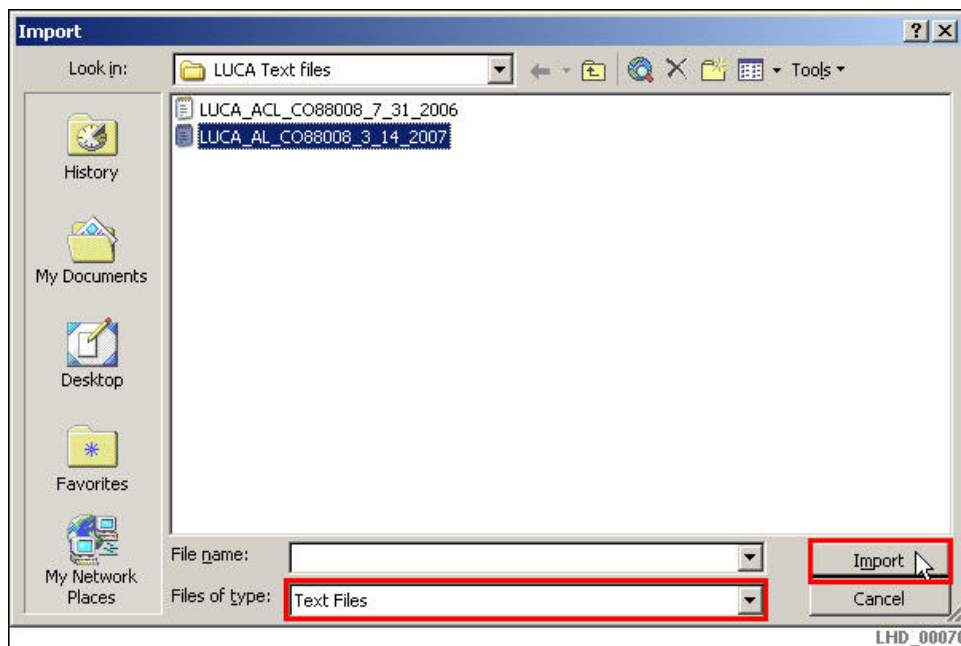 Import
Look in:
LUCA Text files
Tools
LUCA_ACL_CO88008_7_31_2006
LUCA_AL_CO88008_3_14_2007
History
My Documents
Desktop
Favorites
My Network
Places
File name:
Import
Files of type:
Text Files
Cancel